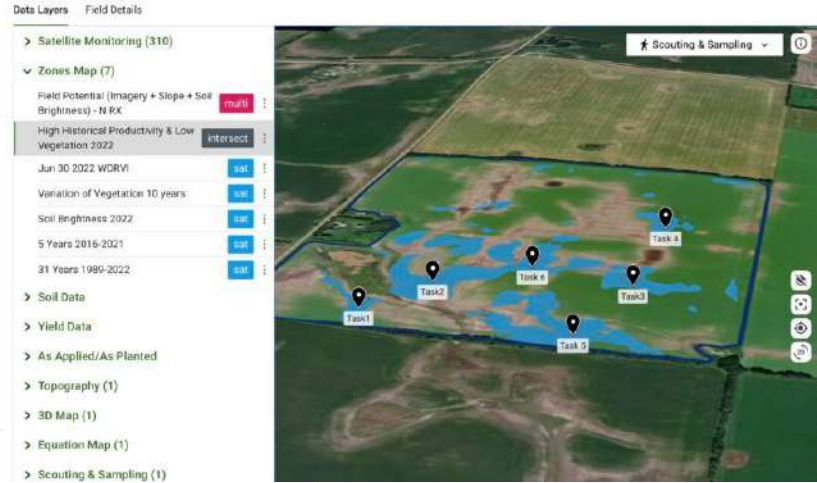 Data Layers Field Details
Satellite Monitoring (310)
Zones Map (7)
Field Potential (Imagery + Slope + Soil
Brightness) - N RX
multi
High Historical Productivity & Low
Vegetation 2022
intersect
Jun 30 2022 WDRVI
sat
Variation of Vegetation 10 years
sat
Soil Brightness 2022
sat
5 Years 2016-2021
sat
31 Years 1989-2022
sat
Soil Data
Yield Data
As Applied/As Planted
Topography (1)
3D Map (1)
Equation Map (1)
Scouting & Sampling (1)
Scouting & Sampling
Task 4
Task 6
Task2
Task3
Task1
Task 5